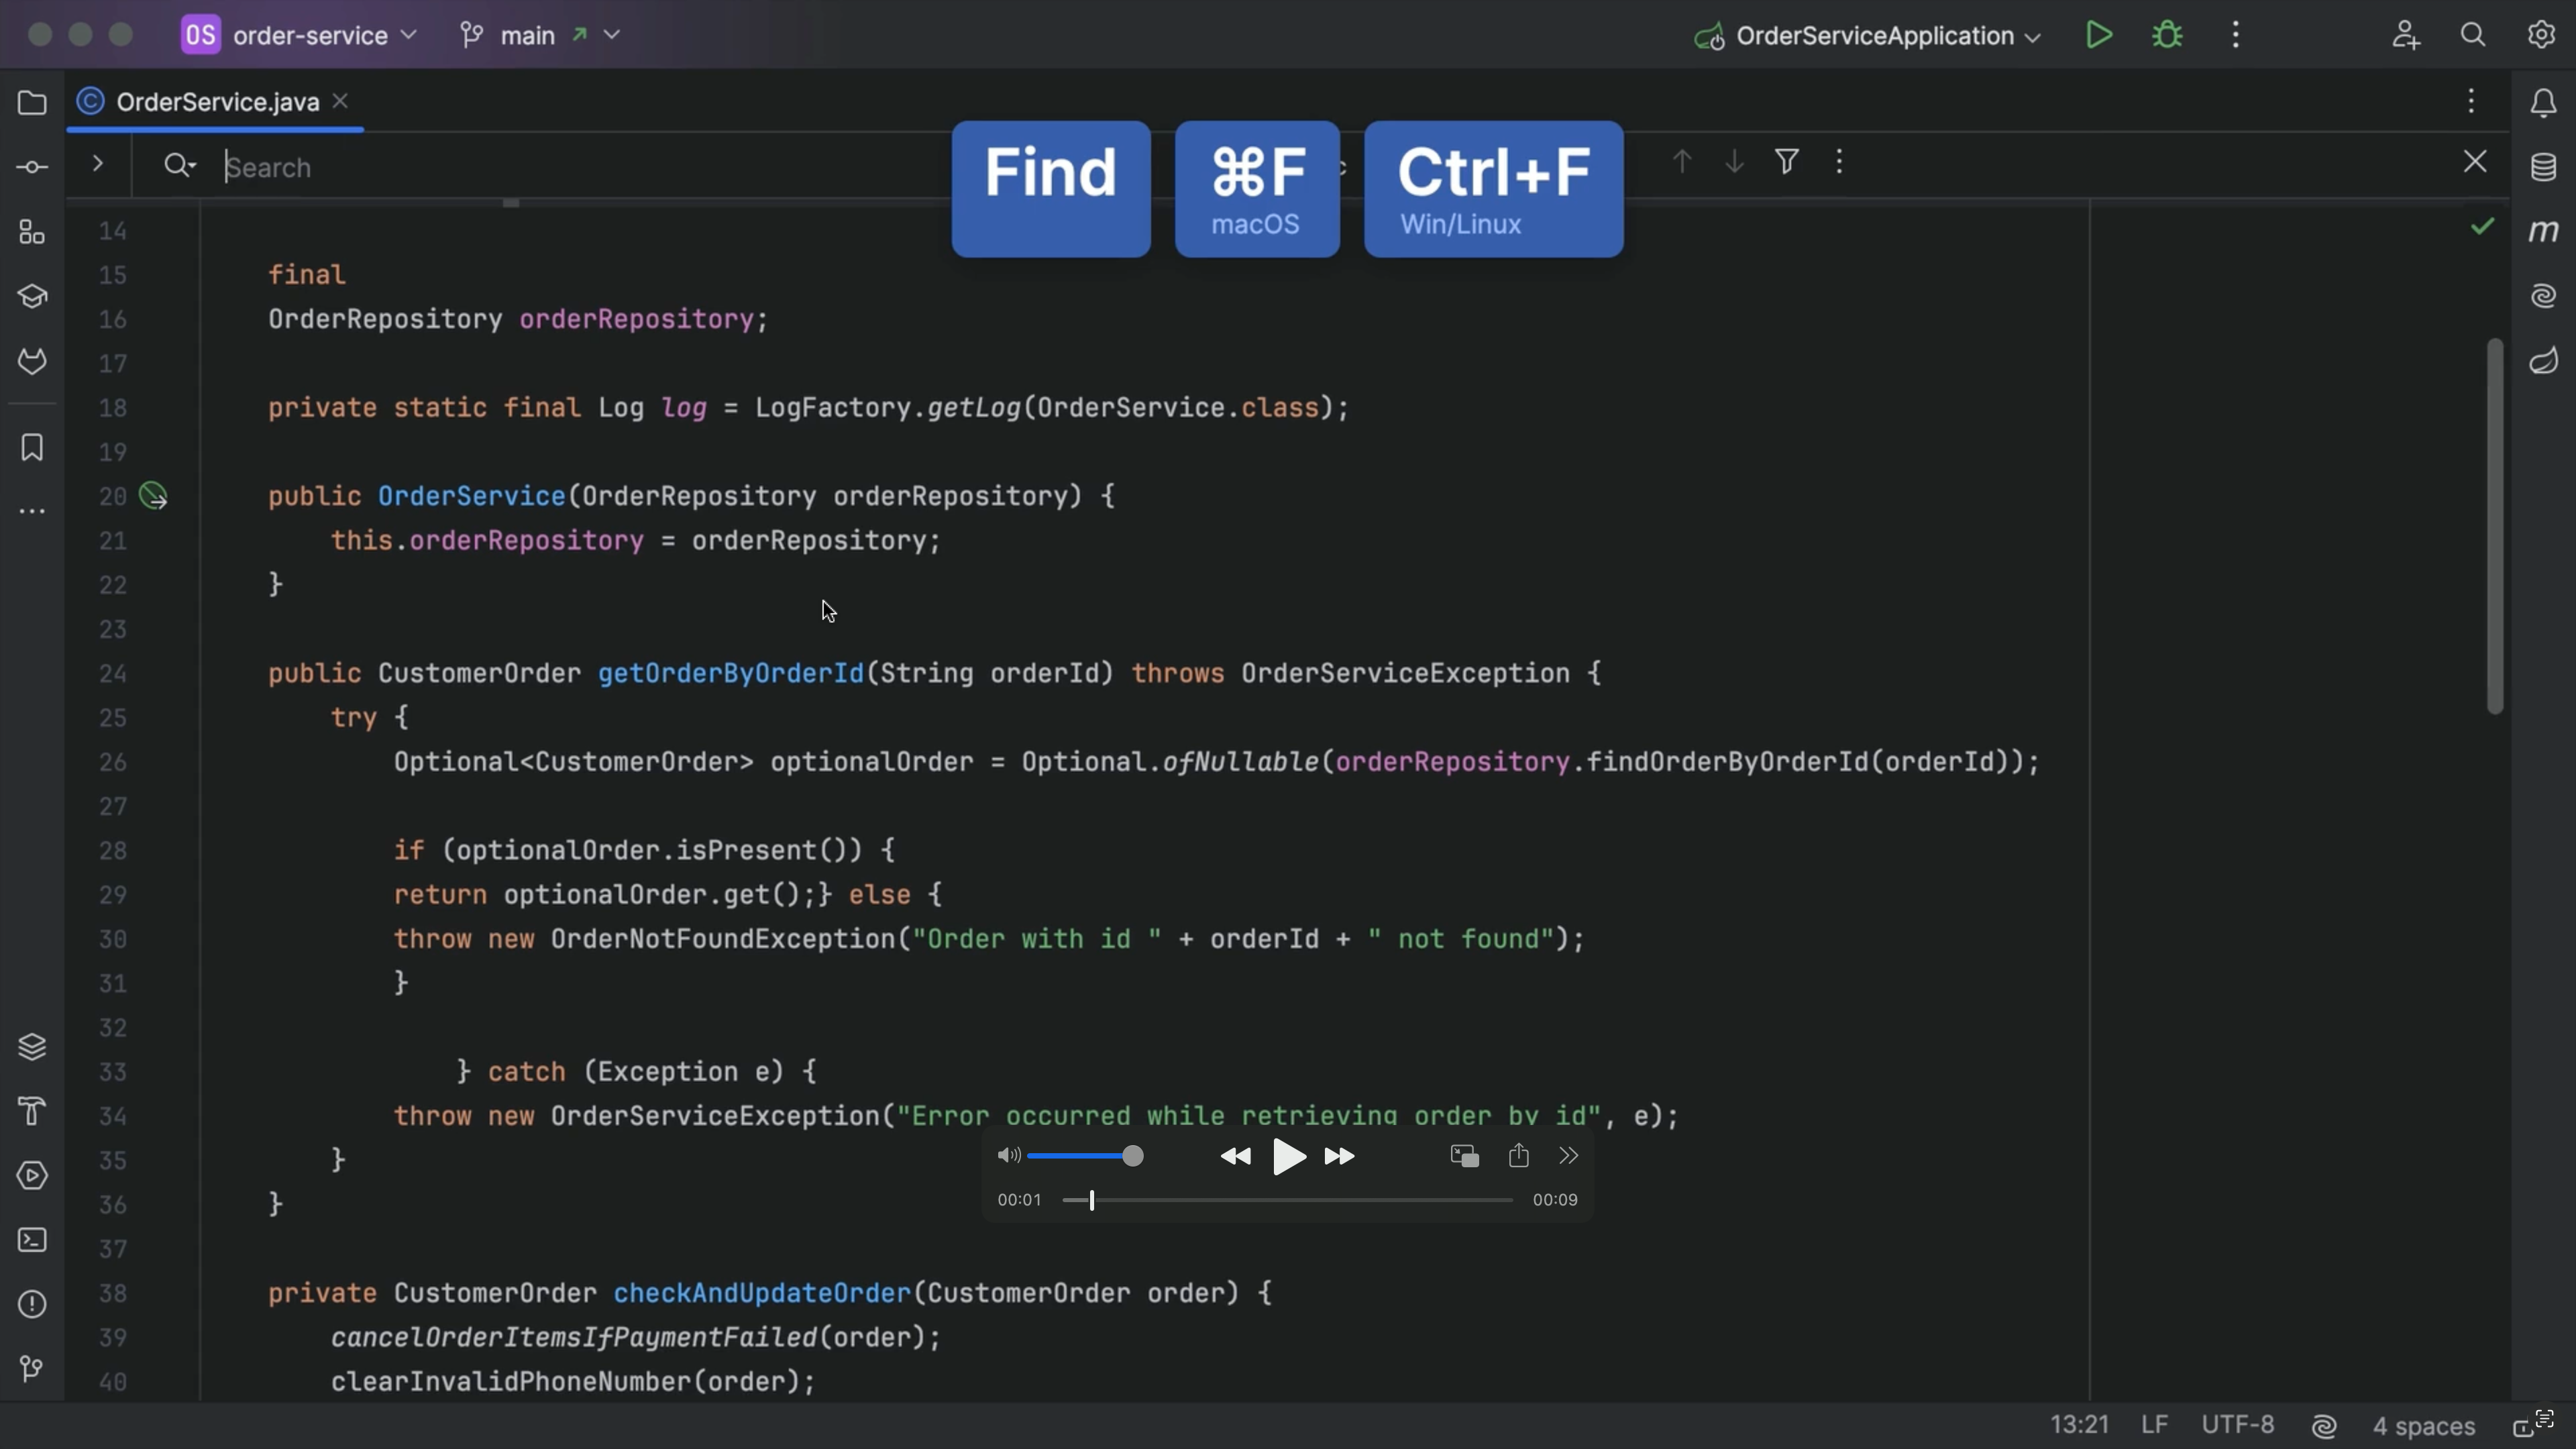 OS order-service main OrderServiceApplication
OrderService.java
Search
Find ⌘F Ctrl+F
macOS Win/Linux
14
15 final
16 OrderRepository orderRepository;
17
18 private static final Log log = LogFactory.getLog(OrderService.class);
19
20 public OrderService(OrderRepository orderRepository) {
21 this.orderRepository = orderRepository;
22 }
23
24 public CustomerOrder getOrderByOrderId(String orderId) throws OrderServiceException {
25 try {
26 Optional<CustomerOrder> optionalOrder = Optional.ofNullable(orderRepository.findOrderByOrderId(orderId));
27
28 if (optionalOrder.isPresent()) {
29 return optionalOrder.get();} else {
30 throw new OrderNotFoundException("Order with id " + orderId + " not found");
31 }
32
33 } catch (Exception e) {
34 throw new OrderServiceException("Error occurred while retrieving order by id", e);
35 }
36 }
00:01 00:09
37
38 private CustomerOrder checkAndUpdateOrder(CustomerOrder order) {
39 cancelOrderItemsIfPaymentFailed(order);
40 clearInvalidPhoneNumber(order);
13:21 LF UTF-8 4 spaces